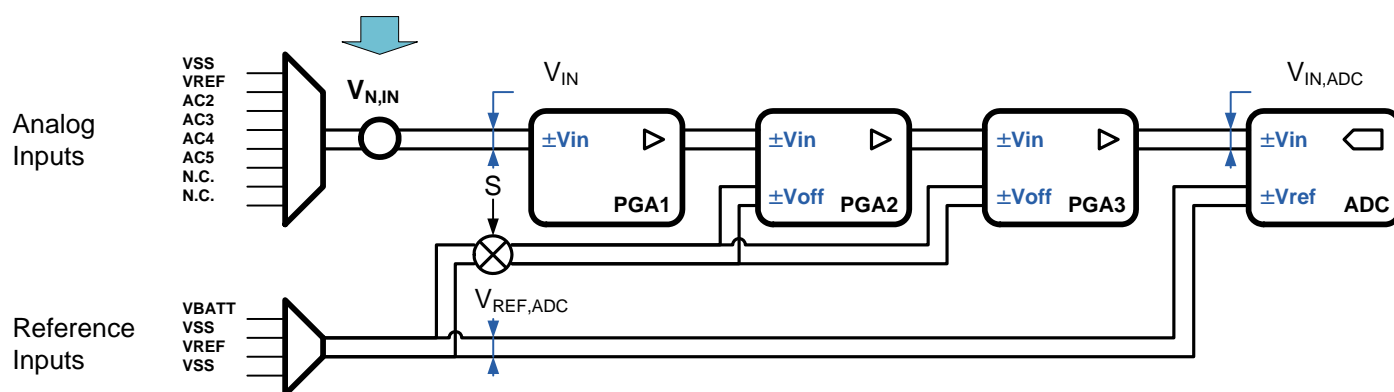 Analog
Inputs
VSS
VREF
AC2
AC3
AC4
AC5
N.C.
N.C.
V_N,IN
V_IN
S
±Vin
PGA1
±Vin
±Voff
PGA2
±Vin
±Voff
PGA3
V_IN,ADC
±Vin
±Vref
ADC
Reference
Inputs
VBATT
VSS
VREF
VSS
V_REF,ADC